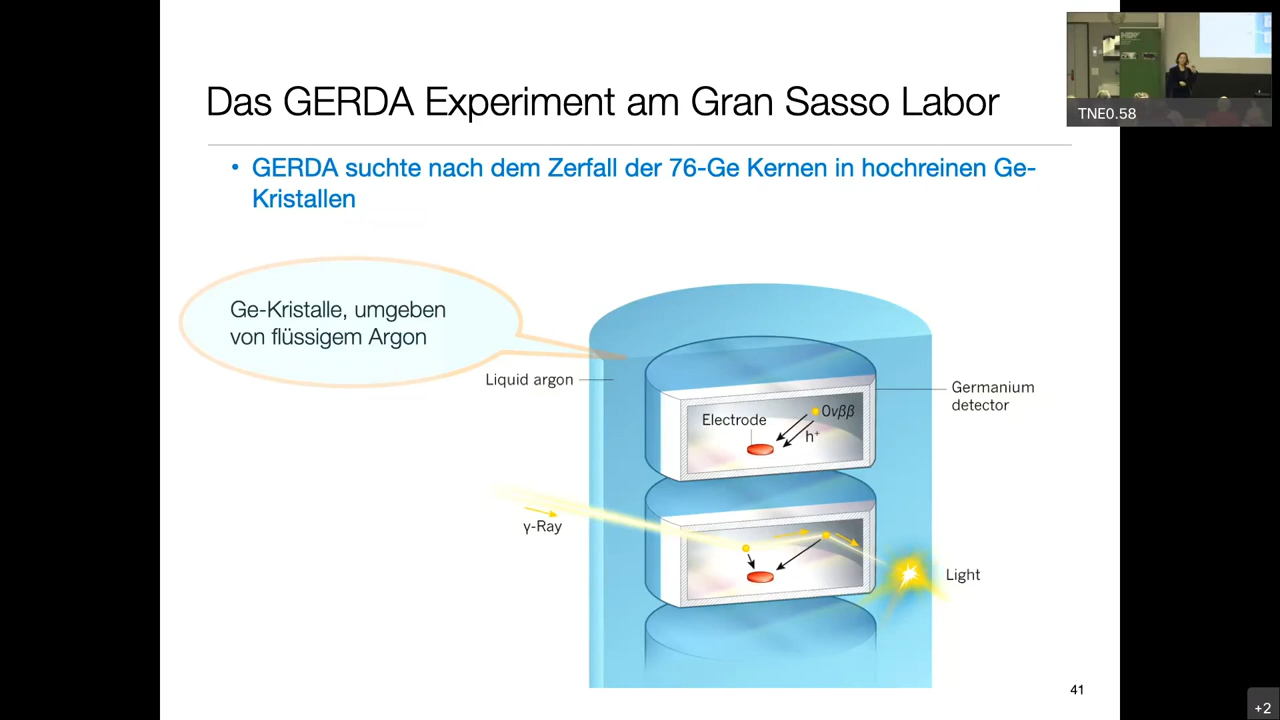 Das GERDA Experiment am Gran Sasso Labor
TNE0.58
• GERDA suchte nach dem Zerfall der 76-Ge Kernen in hochreinen Ge-
Kristallen
Ge-Kristalle, umgeben
von flüssigem Argon
Liquid argon
Germanium
detector
Electrode
0νββ
h⁺
γ-Ray
Light
41
+2